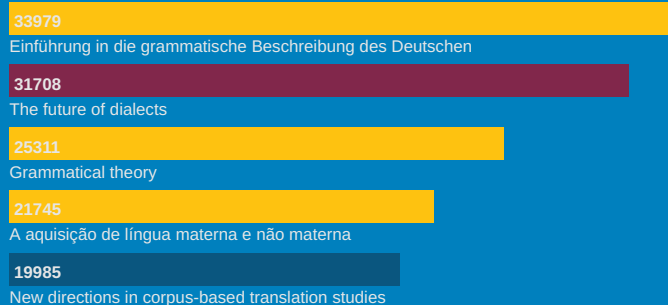 33979
Einführung in die grammatische Beschreibung des Deutschen
31708
The future of dialects
25311
Grammatical theory
21745
A aquisição de língua materna e não materna
19985
New directions in corpus-based translation studies